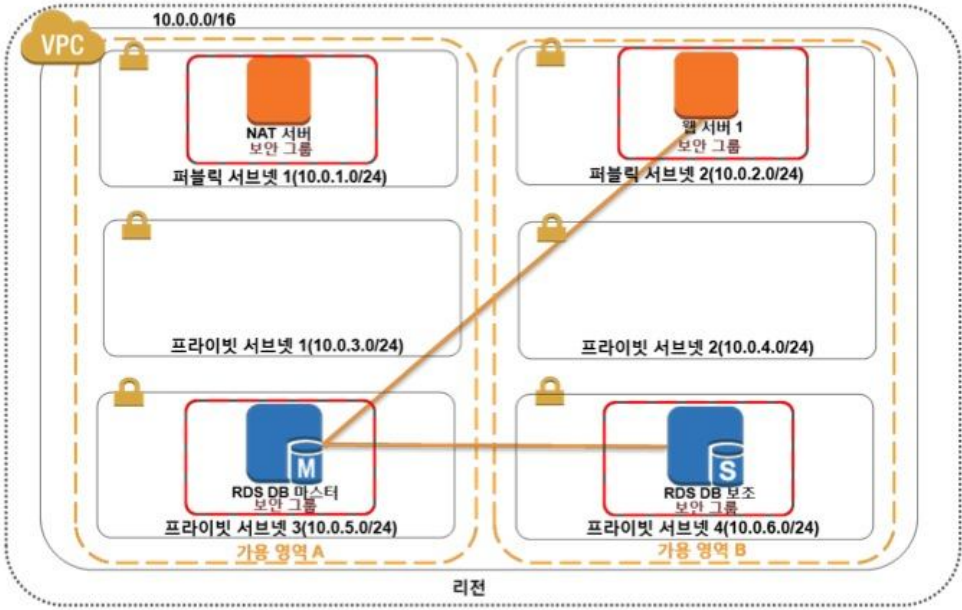 10.0.0.0/16
VPC
NAT 서버
보안 그룹
퍼블릭 서브넷 1(10.0.1.0/24)
웹 서버 1
보안 그룹
퍼블릭 서브넷 2(10.0.2.0/24)
프라이빗 서브넷 1(10.0.3.0/24)
프라이빗 서브넷 2(10.0.4.0/24)
M
RDS DB 마스터
보안 그룹
프라이빗 서브넷 3(10.0.5.0/24)
S
RDS DB 보조
보안 그룹
프라이빗 서브넷 4(10.0.6.0/24)
가용 영역 A
가용 영역 B
리전